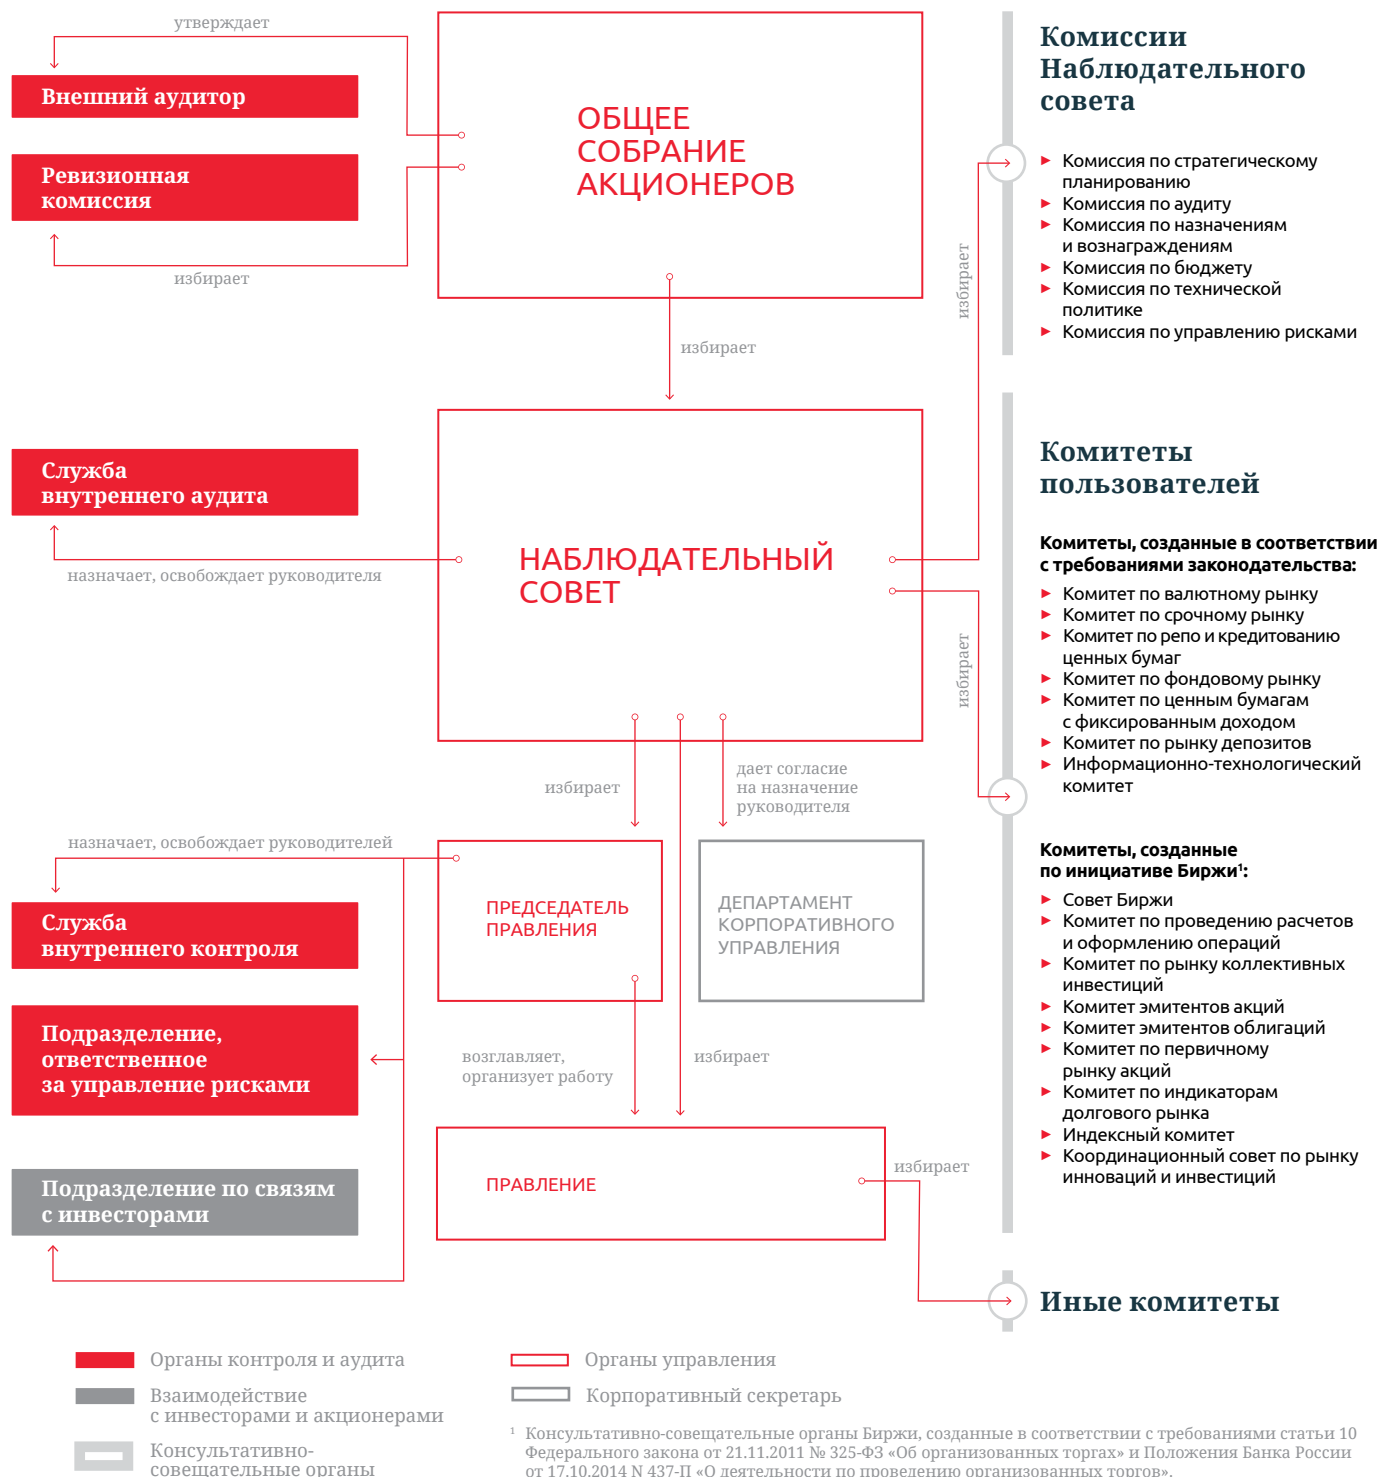 утверждает
Внешний аудитор
Ревизионная
комиссия
избирает
ОБЩЕЕ
СОБРАНИЕ
АКЦИОНЕРОВ
избирает
избирает
Комиссии
Наблюдательного
совета
► Комиссия по стратегическому
планированию
► Комиссия по аудиту
► Комиссия по назначениям
и вознаграждениям
► Комиссия по бюджету
► Комиссия по технической
политике
► Комиссия по управлению рисками
Служба
внутреннего аудита
назначает, освобождает руководителя
НАБЛЮДАТЕЛЬНЫЙ
СОВЕТ
избирает
Комитеты
пользователей
Комитеты, созданные в соответствии
с требованиями законодательства:
► Комитет по валютному рынку
► Комитет по срочному рынку
► Комитет по репо и кредитованию
ценных бумаг
► Комитет по фондовому рынку
► Комитет по ценным бумагам
с фиксированным доходом
► Комитет по рынку депозитов
► Информационно-технологический
комитет
избирает
дает согласие
на назначение
руководителя
назначает, освобождает руководителей
Служба
внутреннего контроля
Подразделение,
ответственное
за управление рисками
Подразделение по связям
с инвесторами
ПРЕДСЕДАТЕЛЬ
ПРАВЛЕНИЯ
ДЕПАРТАМЕНТ
КОРПОРАТИВНОГО
УПРАВЛЕНИЯ
возглавляет,
организует работу
избирает
ПРАВЛЕНИЕ
избирает
Комитеты, созданные
по инициативе Биржи¹:
► Совет Биржи
► Комитет по проведению расчетов
и оформлению операций
► Комитет по рынку коллективных
инвестиций
► Комитет эмитентов акций
► Комитет эмитентов облигаций
► Комитет по первичному
рынку акций
► Комитет по индикаторам
долгового рынка
► Индексный комитет
► Координационный совет по рынку
инноваций и инвестиций
Иные комитеты
Органы контроля и аудита
Взаимодействие
с инвесторами и акционерами
Консультативно-
совещательные органы
Органы управления
Корпоративный секретарь
¹ Консультативно-совещательные органы Биржи, созданные в соответствии с требованиями статьи 10
Федерального закона от 21.11.2011 № 325-ФЗ «Об организованных торгах» и Положения Банка России
от 17.10.2014 N 437-П «О деятельности по проведению организованных торгов».